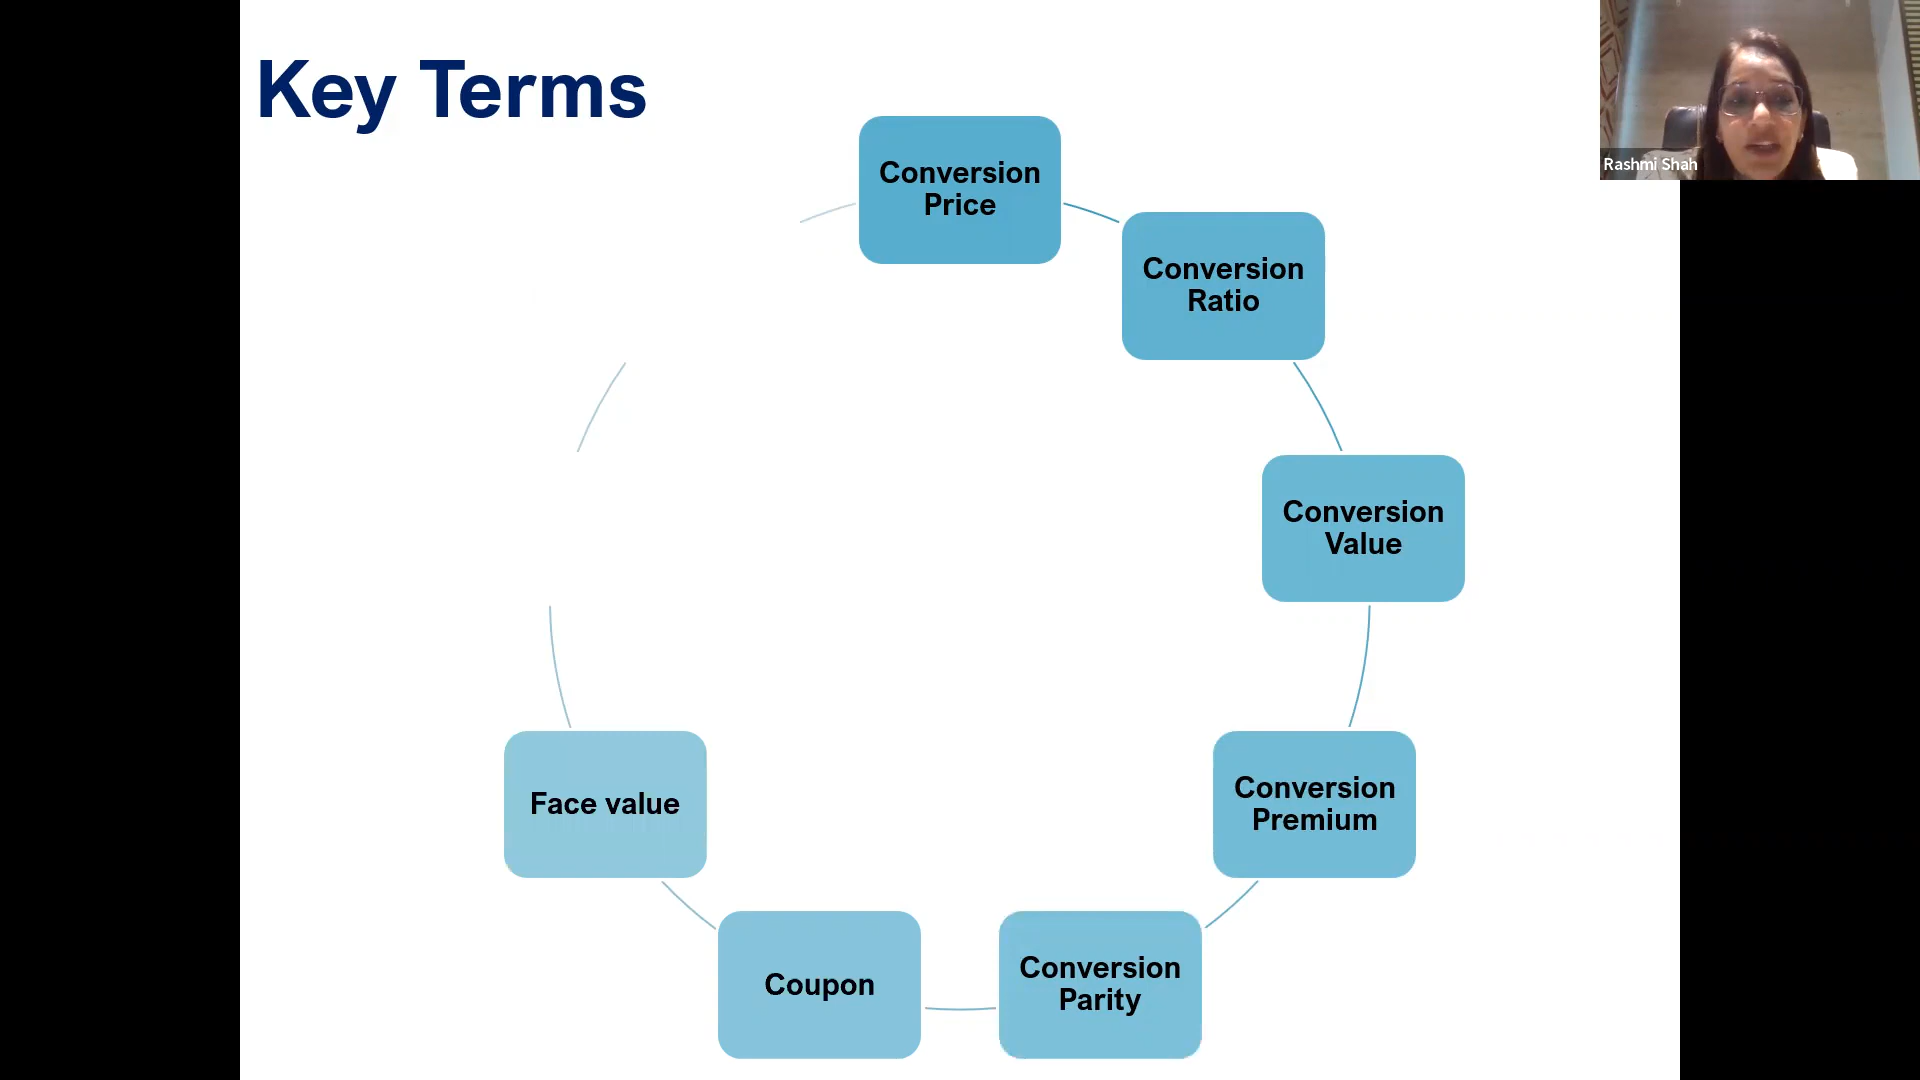 Key Terms
Rashmi Shah
Conversion
Price
Conversion
Ratio
Conversion
Value
Conversion
Premium
Conversion
Parity
Coupon
Face value